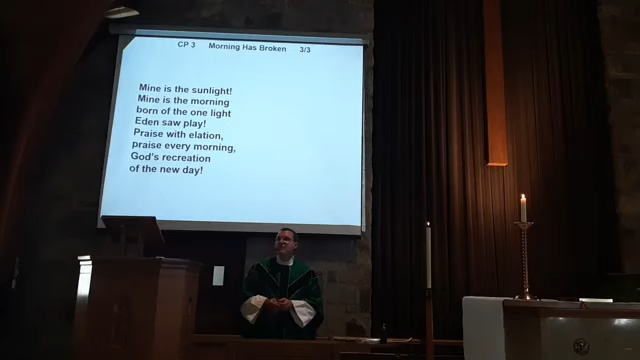 CP 3 Morning Has Broken 3/3
Mine is the sunlight!
Mine is the morning
born of the one light
Eden saw play!
Praise with elation,
praise every morning,
God's recreation
of the new day!